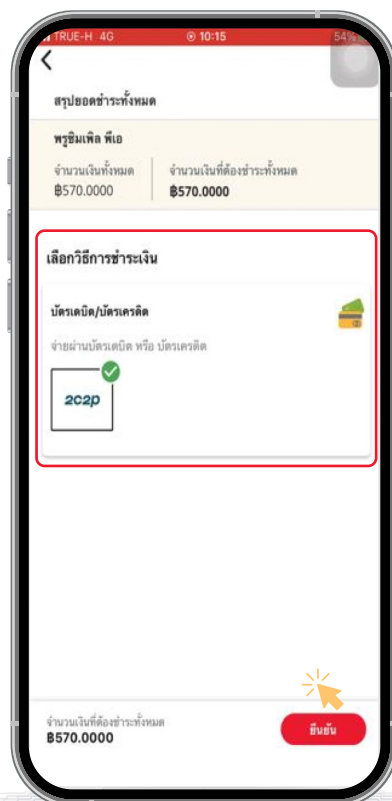 TRUE-H 4G 10:15 54%
สรุปยอดชำระทั้งหมด
พรูซิมเพิล พีเอ
จำนวนเงินทั้งหมด จำนวนเงินที่ต้องชำระทั้งหมด
฿570.0000 ฿570.0000
เลือกวิธีการชำระเงิน
บัตรเดบิต/บัตรเครดิต
จ่ายผ่านบัตรเดบิต หรือ บัตรเครดิต
2c2p
จำนวนเงินที่ต้องชำระทั้งหมด
฿570.0000
ยืนยัน